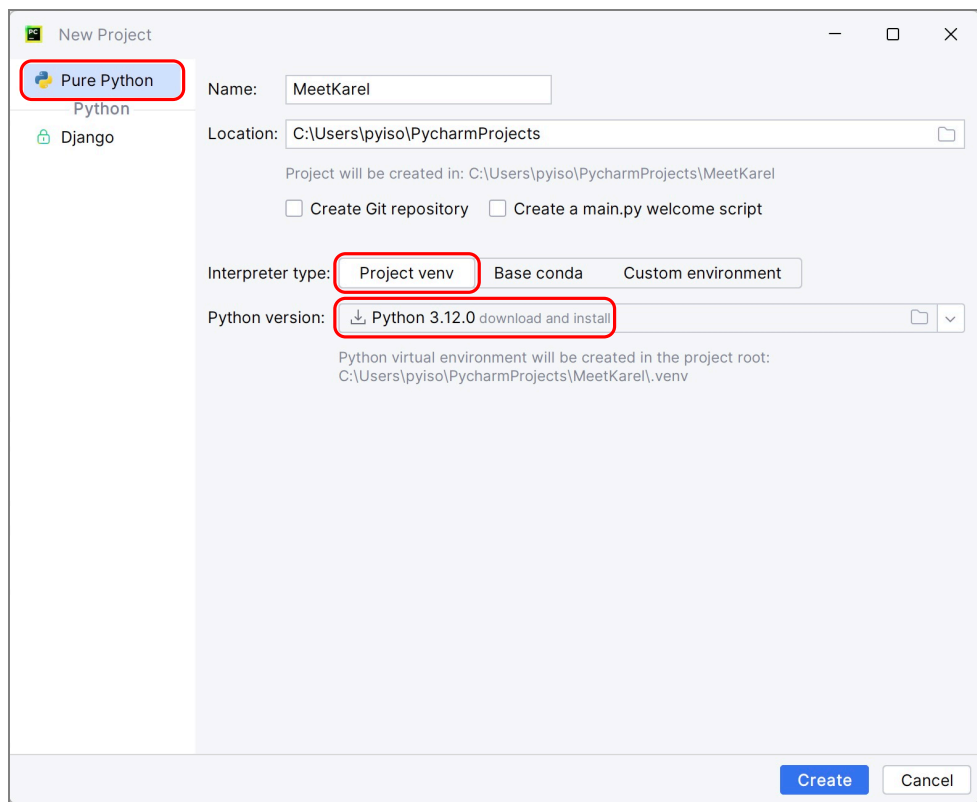 PC New Project
Pure Python
Python
Django
Name: MeetKarel
Location: C:\Users\pyiso\PycharmProjects
Project will be created in: C:\Users\pyiso\PycharmProjects\MeetKarel
Create Git repository Create a main.py welcome script
Interpreter type: Project venv Base conda Custom environment
Python version: Python 3.12.0 download and install
Python virtual environment will be created in the project root:
C:\Users\pyiso\PycharmProjects\MeetKarel\.venv
Create Cancel